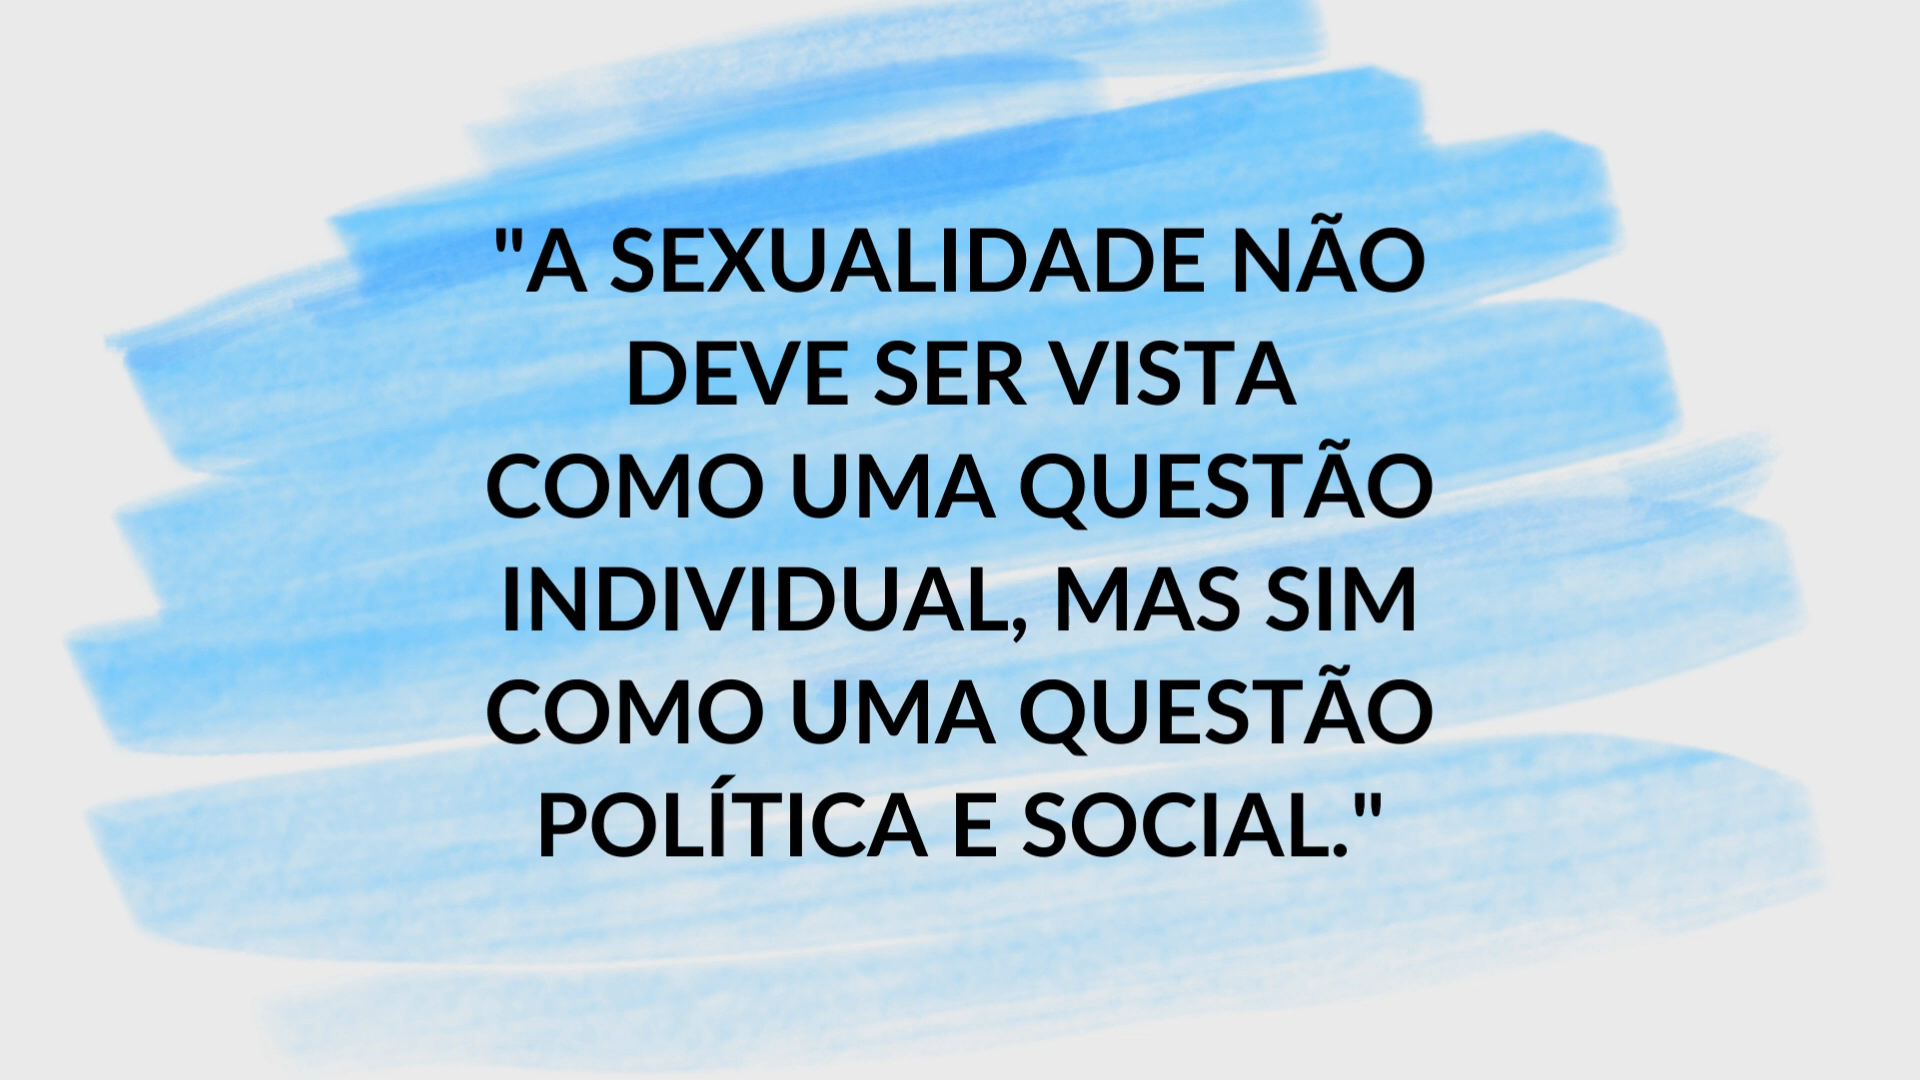 "A SEXUALIDADE NÃO
DEVE SER VISTA
COMO UMA QUESTÃO
INDIVIDUAL, MAS SIM
COMO UMA QUESTÃO
POLÍTICA E SOCIAL."